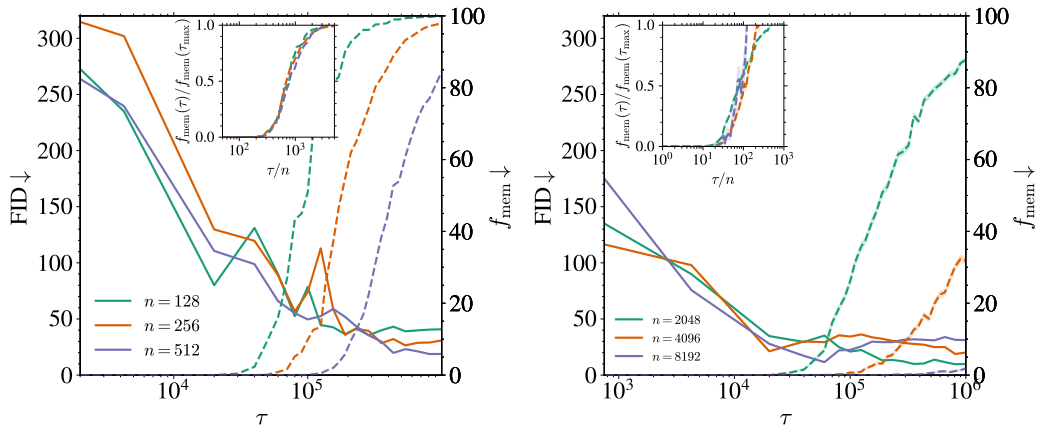 FID ↓
300
250
200
150
100
50
0
10⁴
10⁵
τ
100
80
60
40
20
0
f_mem ↓
n = 128
n = 256
n = 512
f_mem(τ)/f_mem(τ_max)
1.0
0.5
0.0
10²
10³
τ/n
FID ↓
300
250
200
150
100
50
0
10³
10⁴
10⁵
10⁶
τ
100
80
60
40
20
0
f_mem ↓
n = 2048
n = 4096
n = 8192
f_mem(τ)/f_mem(τ_max)
1.0
0.5
0.0
10⁰
10¹
10²
10³
τ/n